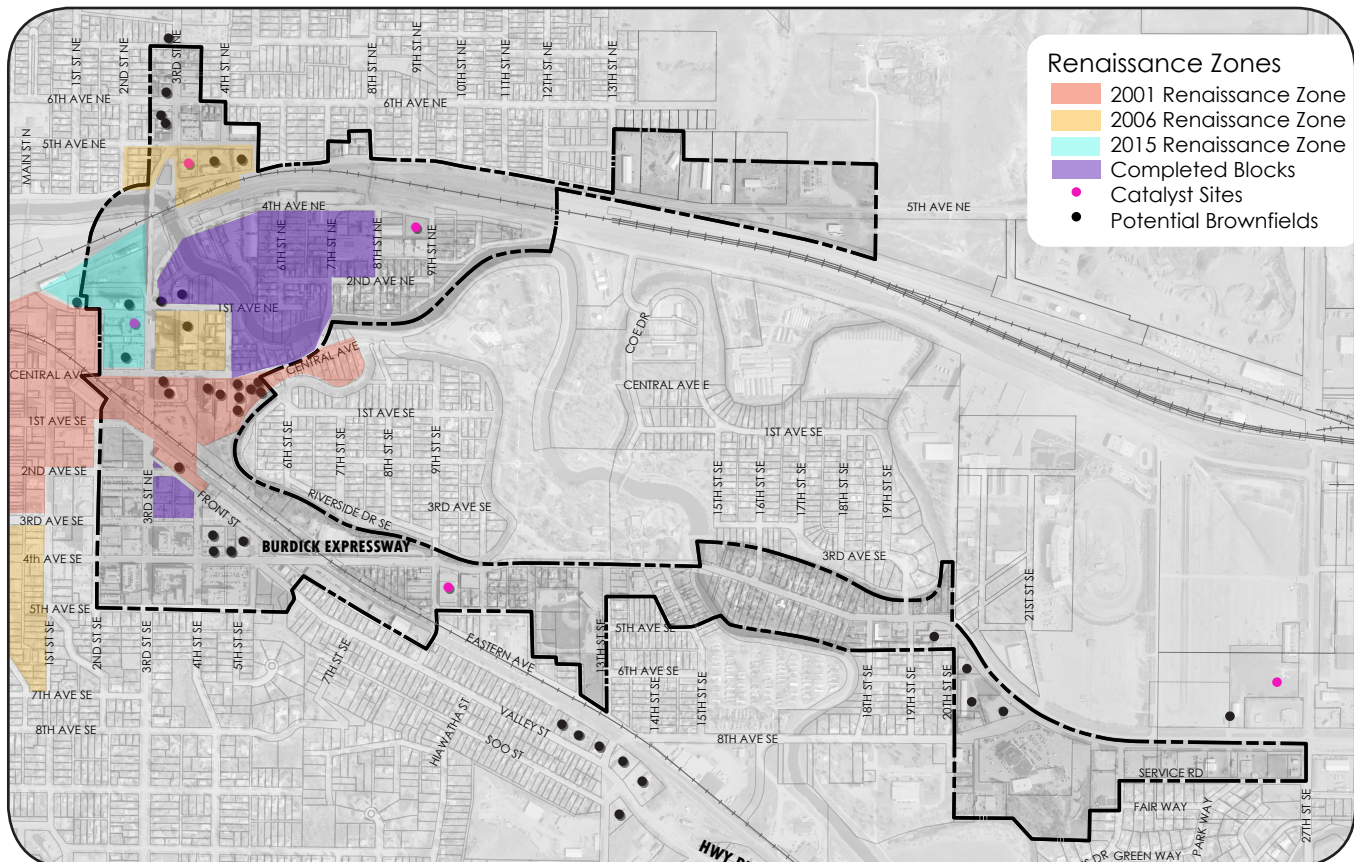 Renaissance Zones
2001 Renaissance Zone
2006 Renaissance Zone
2015 Renaissance Zone
Completed Blocks
Catalyst Sites
Potential Brownfields
1ST ST NE
2ND ST NE
3RD ST NE
4TH ST NE
8TH ST NE
9TH ST NE
10TH ST NE
11TH ST NE
12TH ST NE
13TH ST NE
6TH AVE NE
6TH AVE NE
MAIN ST N
5TH AVE NE
5TH AVE NE
4TH AVE NE
6TH ST NE
7TH ST NE
8TH ST NE
9TH ST NE
2ND AVE NE
1ST AVE NE
COE DR
CENTRAL AVE
CENTRAL AVE
CENTRAL AVE E
1ST AVE SE
1ST AVE SE
1ST AVE SE
6TH ST SE
7TH ST SE
8TH ST SE
9TH ST SE
2ND AVE SE
15TH ST SE
16TH ST SE
17TH ST SE
18TH ST SE
19TH ST SE
3RD ST NE
FRONT ST
RIVERSIDE DR SE
3RD AVE SE
3RD AVE SE
BURDICK EXPRESSWAY
4th AVE SE
3RD AVE SE
21ST ST SE
5TH AVE SE
1ST ST SE
2ND ST SE
3RD ST SE
4TH ST SE
5TH ST SE
7TH ST SE
EASTERN AVE
13TH ST SE
5TH AVE SE
6TH AVE SE
14TH ST SE
15TH ST SE
18TH ST SE
19TH ST SE
20TH ST SE
7TH AVE SE
8TH AVE SE
HIAWATHA ST
VALLEY ST
SOO ST
8TH AVE SE
SERVICE RD
FAIR WAY
PARK WAY
27TH ST SE
GREEN WAY
DR
HWY